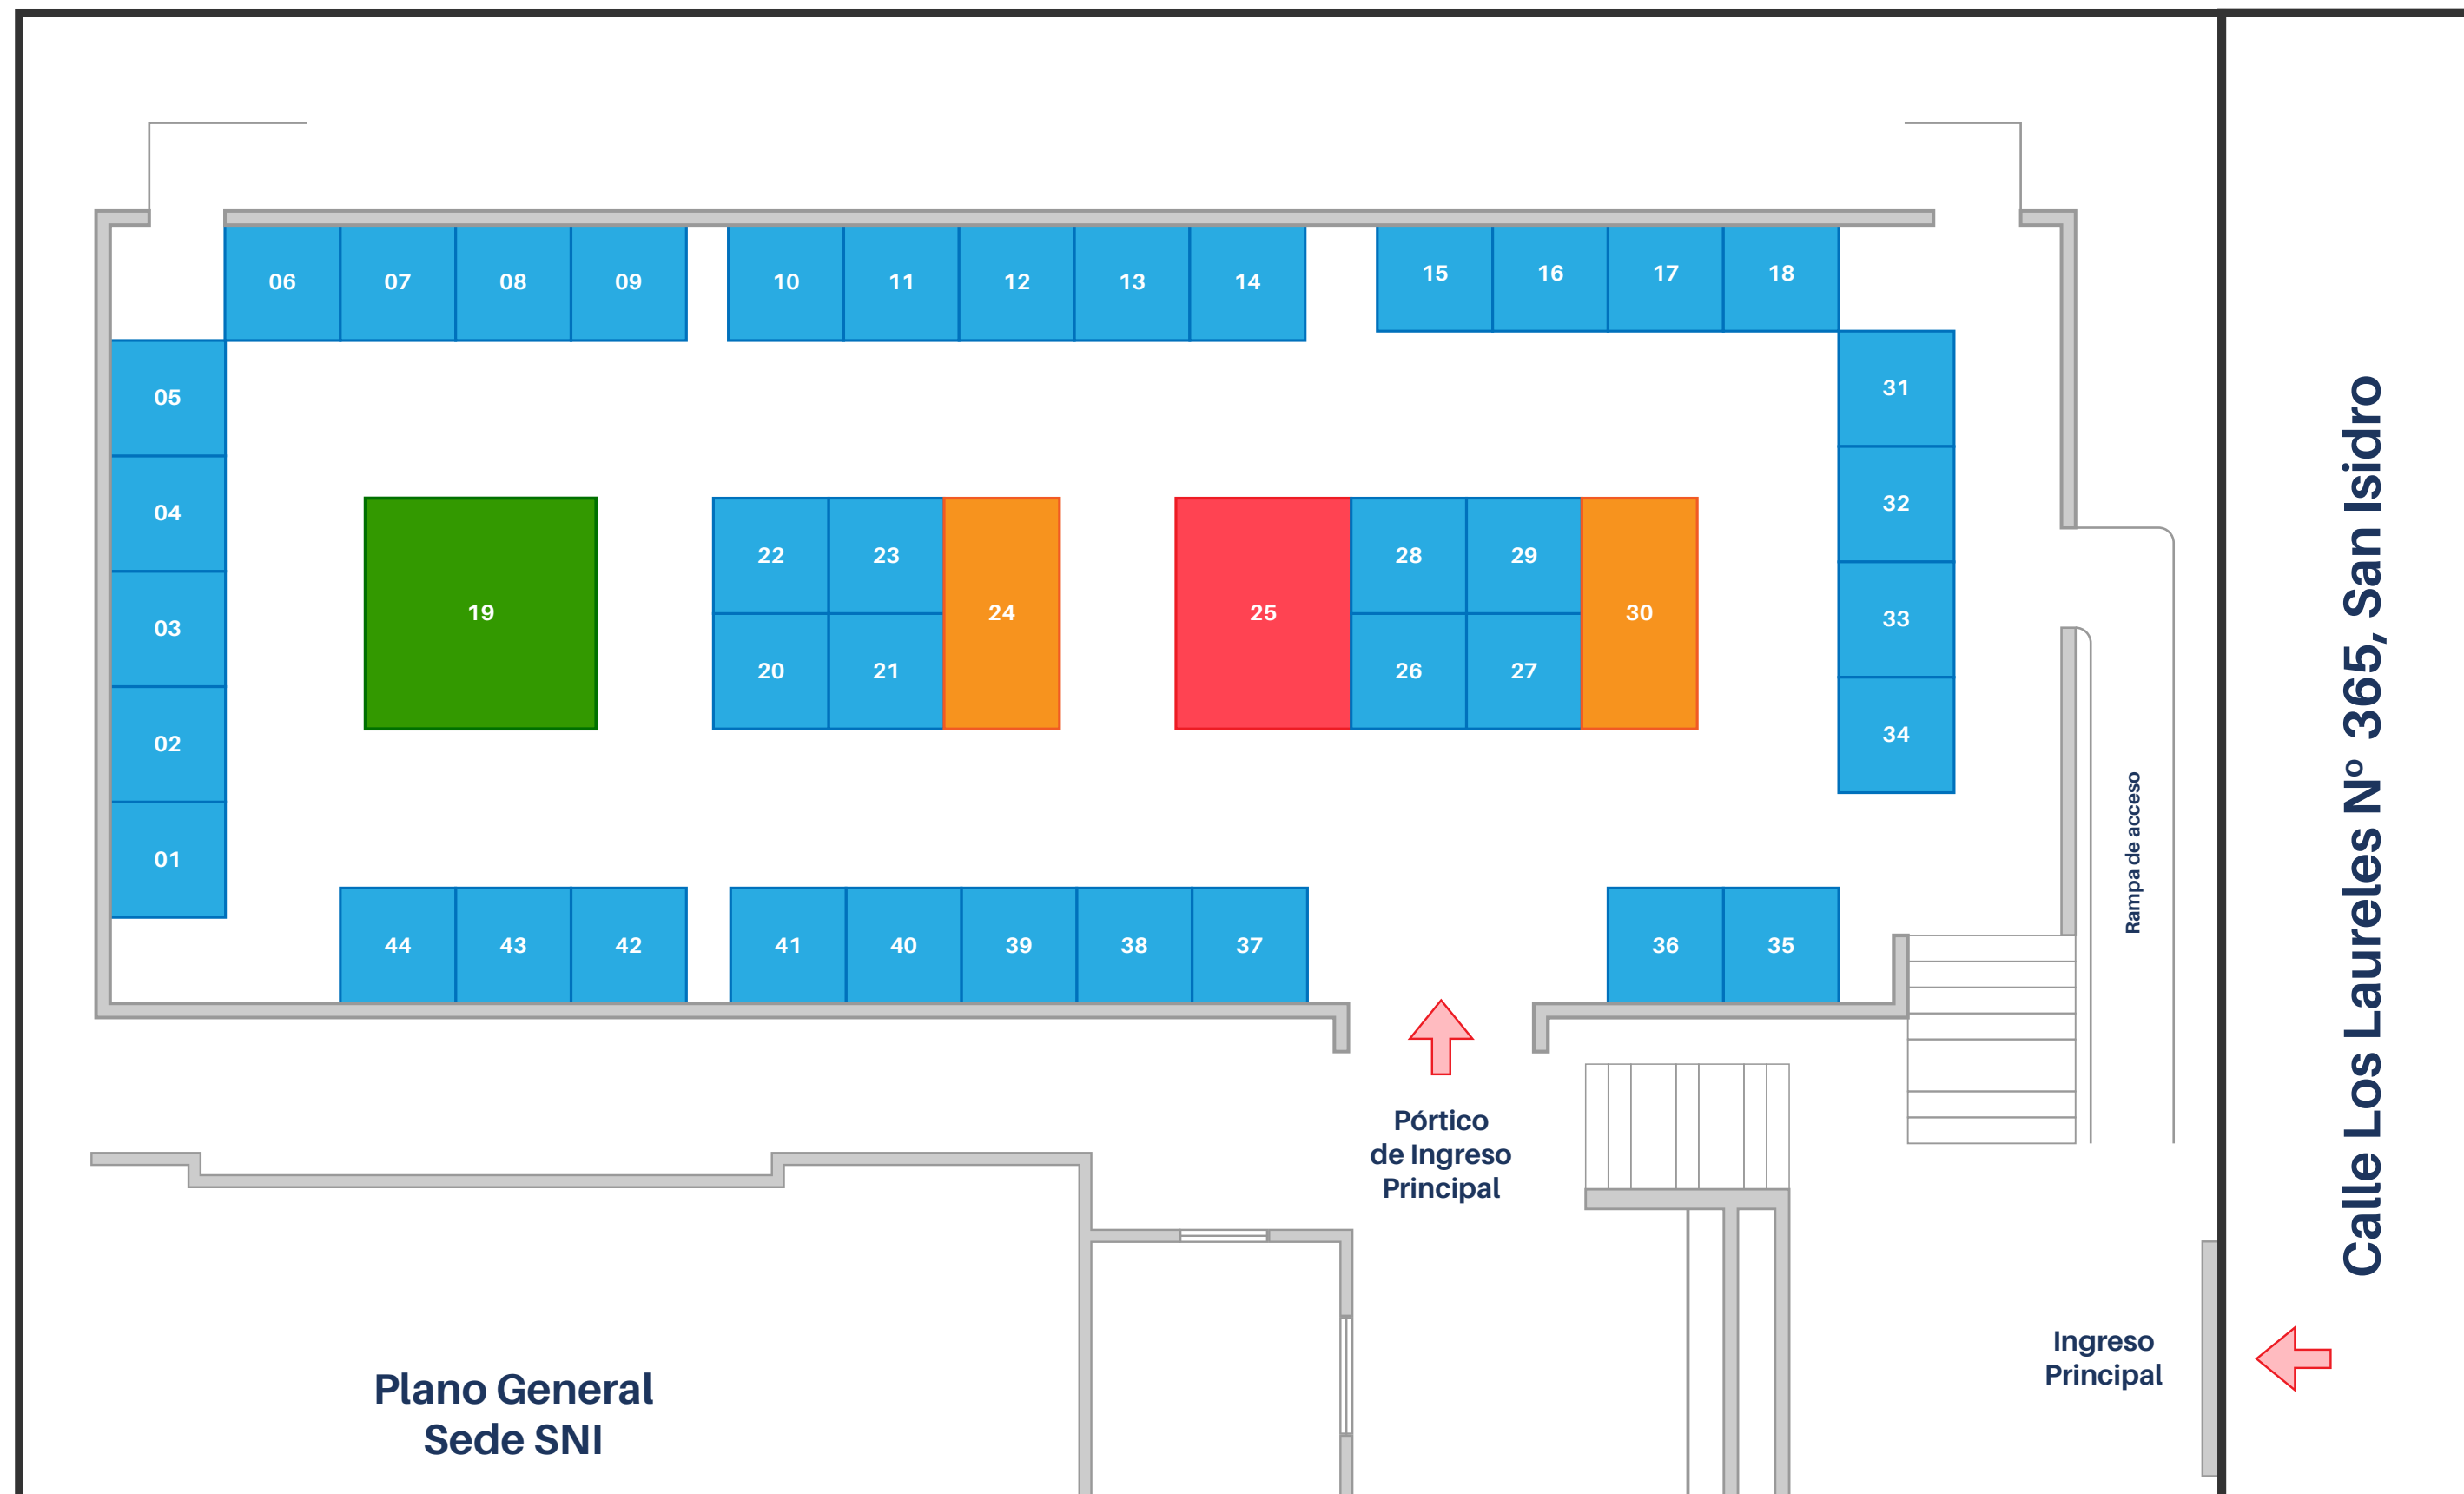 06 07 08 09 10 11 12 13 14 15 16 17 18
05
04
03
02
01
31
32
33
34
19
22 23
20 21
24
25
28 29
26 27
30
44 43 42 41 40 39 38 37 36 35
Rampa de acceso
Calle Los Laureles Nº 365, San Isidro
Pórtico
de Ingreso
Principal
Ingreso
Principal
Plano General
Sede SNI